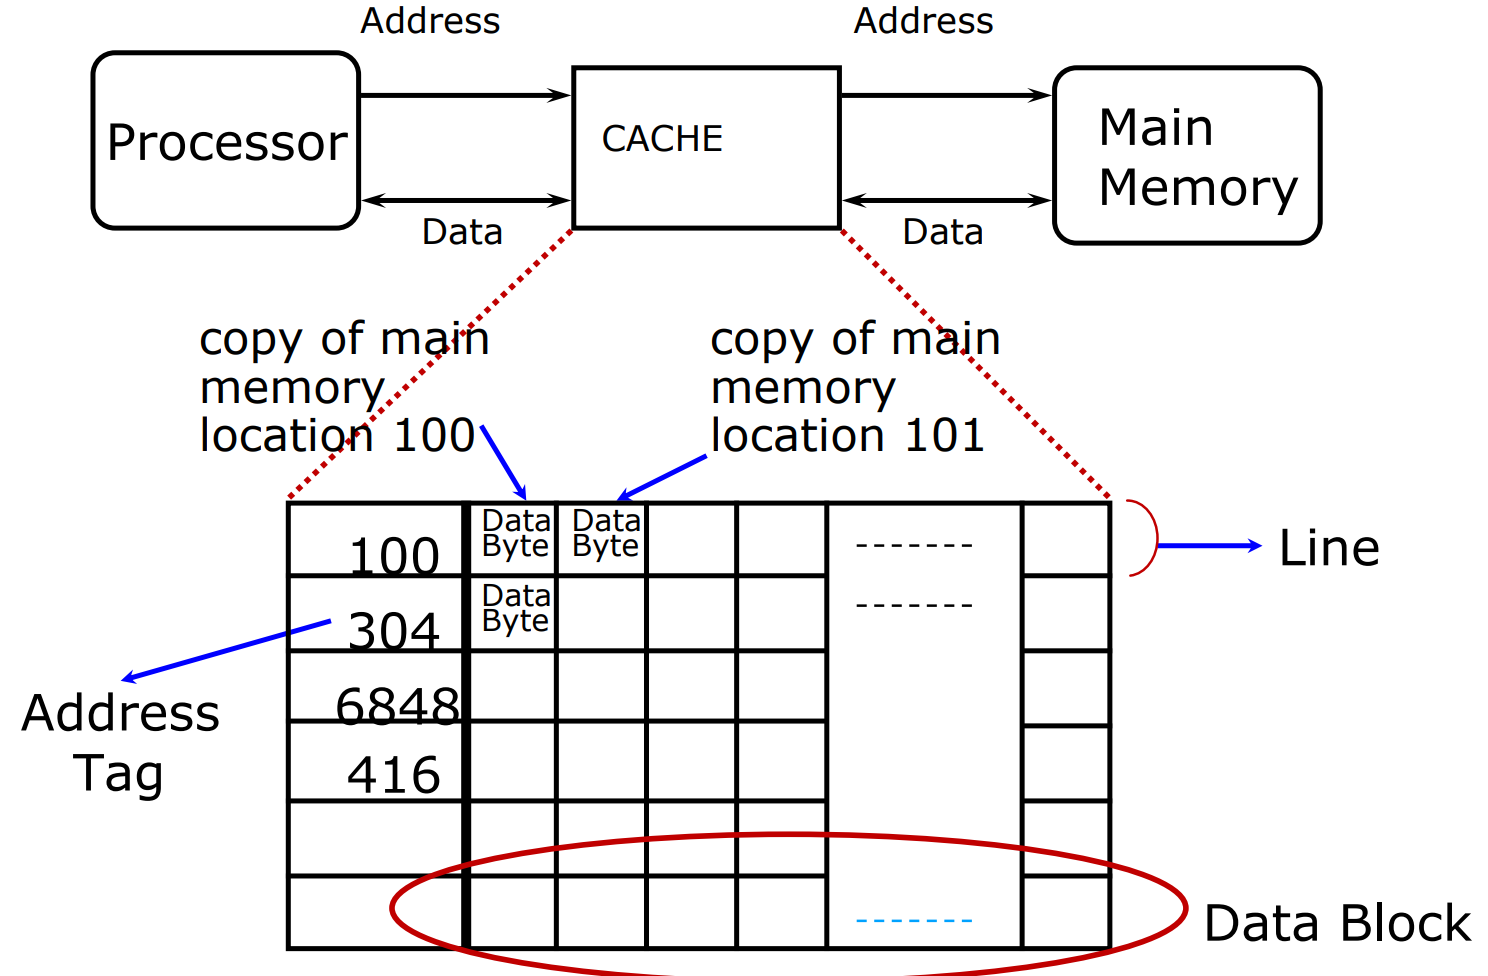 Address
Address
Processor
CACHE
Main
Memory
Data
Data
copy of main
memory
location 100
copy of main
memory
location 101
Data
Byte
Data
Byte
100
-------
Line
Data
Byte
304
-------
Address
Tag
6848
416
-------
Data Block